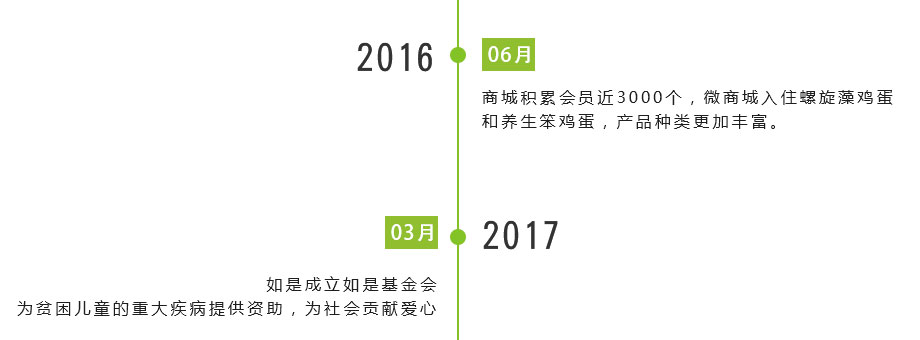 2016
06月
商城积累会员近3000个，微商城入住螺旋藻鸡蛋
和养生笨鸡蛋，产品种类更加丰富。
03月
2017
如是成立如是基金会
为贫困儿童的重大疾病提供资助，为社会贡献爱心